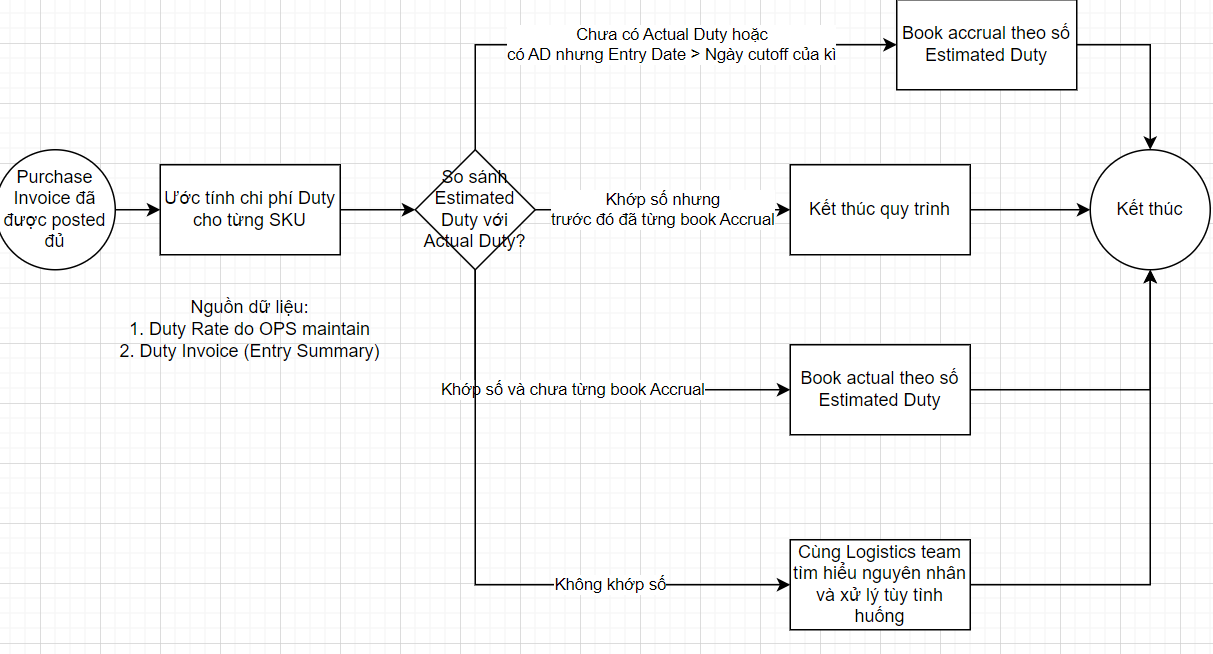 Chưa có Actual Duty hoặc
có AD nhưng Entry Date > Ngày cutoff của kì
Book accrual theo số
Estimated Duty
Purchase
Invoice đã
được posted
đủ
Ước tính chi phí Duty
cho từng SKU
So sánh
Estimated
Duty với
Actual Duty?
Khớp số nhưng
trước đó đã từng book Accrual
Kết thúc quy trình
Kết thúc
Nguồn dữ liệu:
1. Duty Rate do OPS maintain
2. Duty Invoice (Entry Summary)
Khớp số và chưa từng book Accrual
Book actual theo số
Estimated Duty
Không khớp số
Cùng Logistics team
tìm hiểu nguyên nhân
và xử lý tùy tình
huống